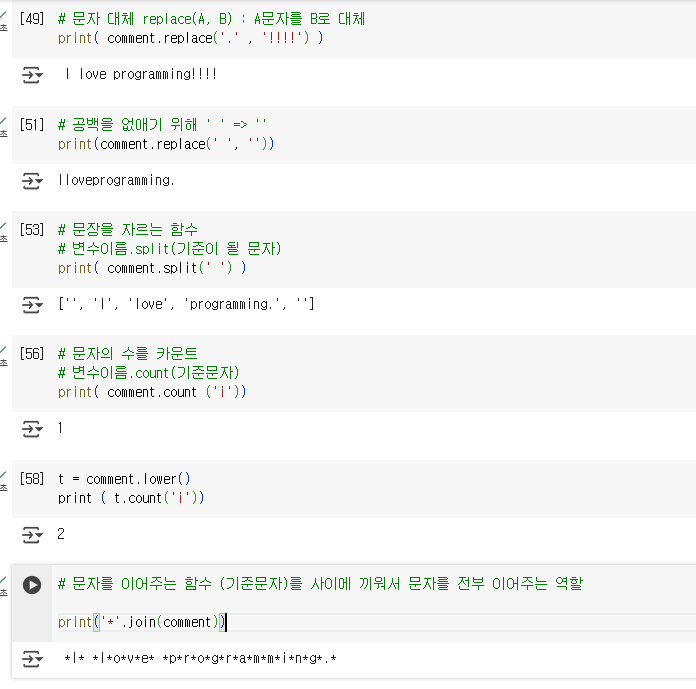 [49] # 문자 대체 replace(A, B) : A문자를 B로 대체
print( comment.replace('.' , '!!!!') )
I love programming!!!!
[51] # 공백을 없애기 위해 ' ' => ''
print(comment.replace(' ', ''))
Iloveprogramming.
[53] # 문장을 자르는 함수
# 변수이름.split(기준이 될 문자)
print( comment.split(' ') )
['', 'I', 'love', 'programming.', '']
[56] # 문자의 수를 카운트
# 변수이름.count(기준문자)
print( comment.count ('i'))
1
[58] t = comment.lower()
print ( t.count('i'))
2
# 문자를 이어주는 함수 (기준문자)를 사이에 끼워서 문자를 전부 이어주는 역할
print('*'.join(comment))
*I* *l*o*v*e* *p*r*o*g*r*a*m*m*i*n*g*.*